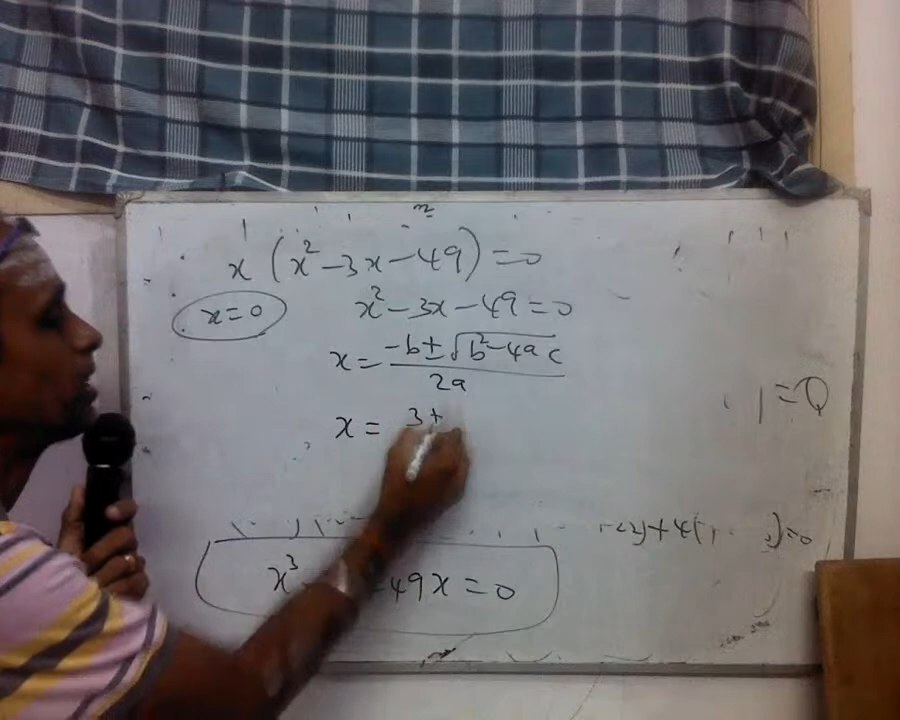 x (x² - 3x - 49) = 0
x = 0
x² - 3x - 49 = 0
x = (-b ± √(b² - 4ac)) / 2a
x = 3 +
x³ - 49x = 0